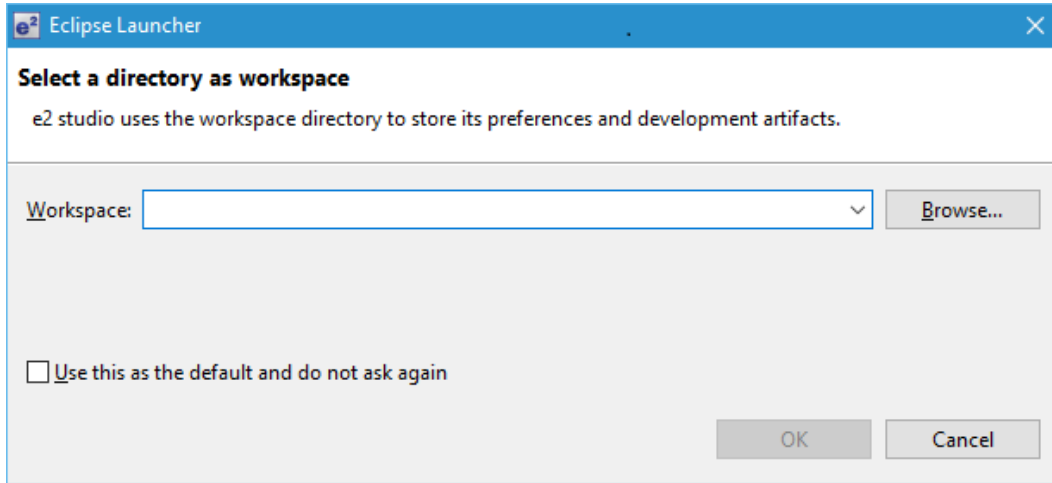 e² Eclipse Launcher
Select a directory as workspace
e2 studio uses the workspace directory to store its preferences and development artifacts.
Workspace: Browse...
Use this as the default and do not ask again
OK Cancel